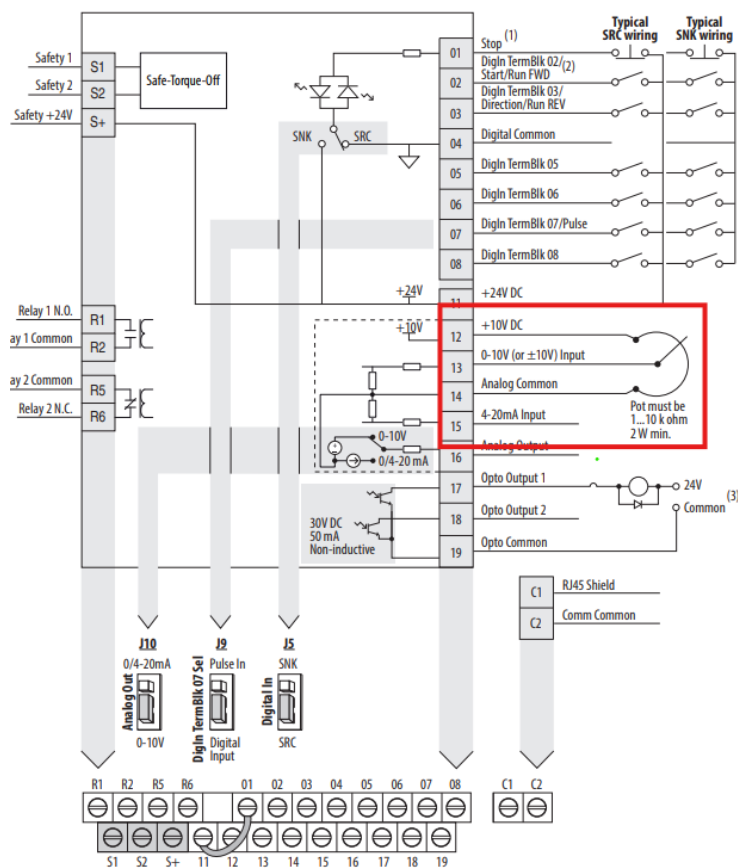 Typical
SRC wiring
Typical
SNK wiring
Safety 1
S1
Safety 2
S2
Safety +24V
S+
Safe-Torque-Off
SNK
SRC
01
Stop
(1)
02
DigIn TermBlk 02/
Start/Run FWD
(2)
03
DigIn TermBlk 03/
Direction/Run REV
04
Digital Common
05
DigIn TermBlk 05
06
DigIn TermBlk 06
07
DigIn TermBlk 07/Pulse
08
DigIn TermBlk 08
+24V
11
+24V DC
Relay 1 N.O.
R1
ay 1 Common
R2
ay 2 Common
R5
Relay 2 N.C.
R6
+10V
12
+10V DC
13
0-10V (or ±10V) Input
14
Analog Common
15
4-20mA Input
Pot must be
1...10 k ohm
2 W min.
0-10V
0/4-20 mA
16
Analog Output
17
Opto Output 1
24V
Common
(3)
18
Opto Output 2
19
Opto Common
30V DC
50 mA
Non-inductive
C1
RJ45 Shield
C2
Comm Common
J10
0/4-20mA
Analog Out
0-10V
J9
DigIn TermBlk 07 Sel
Pulse In
Digital
Input
J5
Digital In
SNK
SRC
R1 R2 R5 R6 01 02 03 04 05 06 07 08
C1 C2
S1 S2 S+ 11 12 13 14 15 16 17 18 19